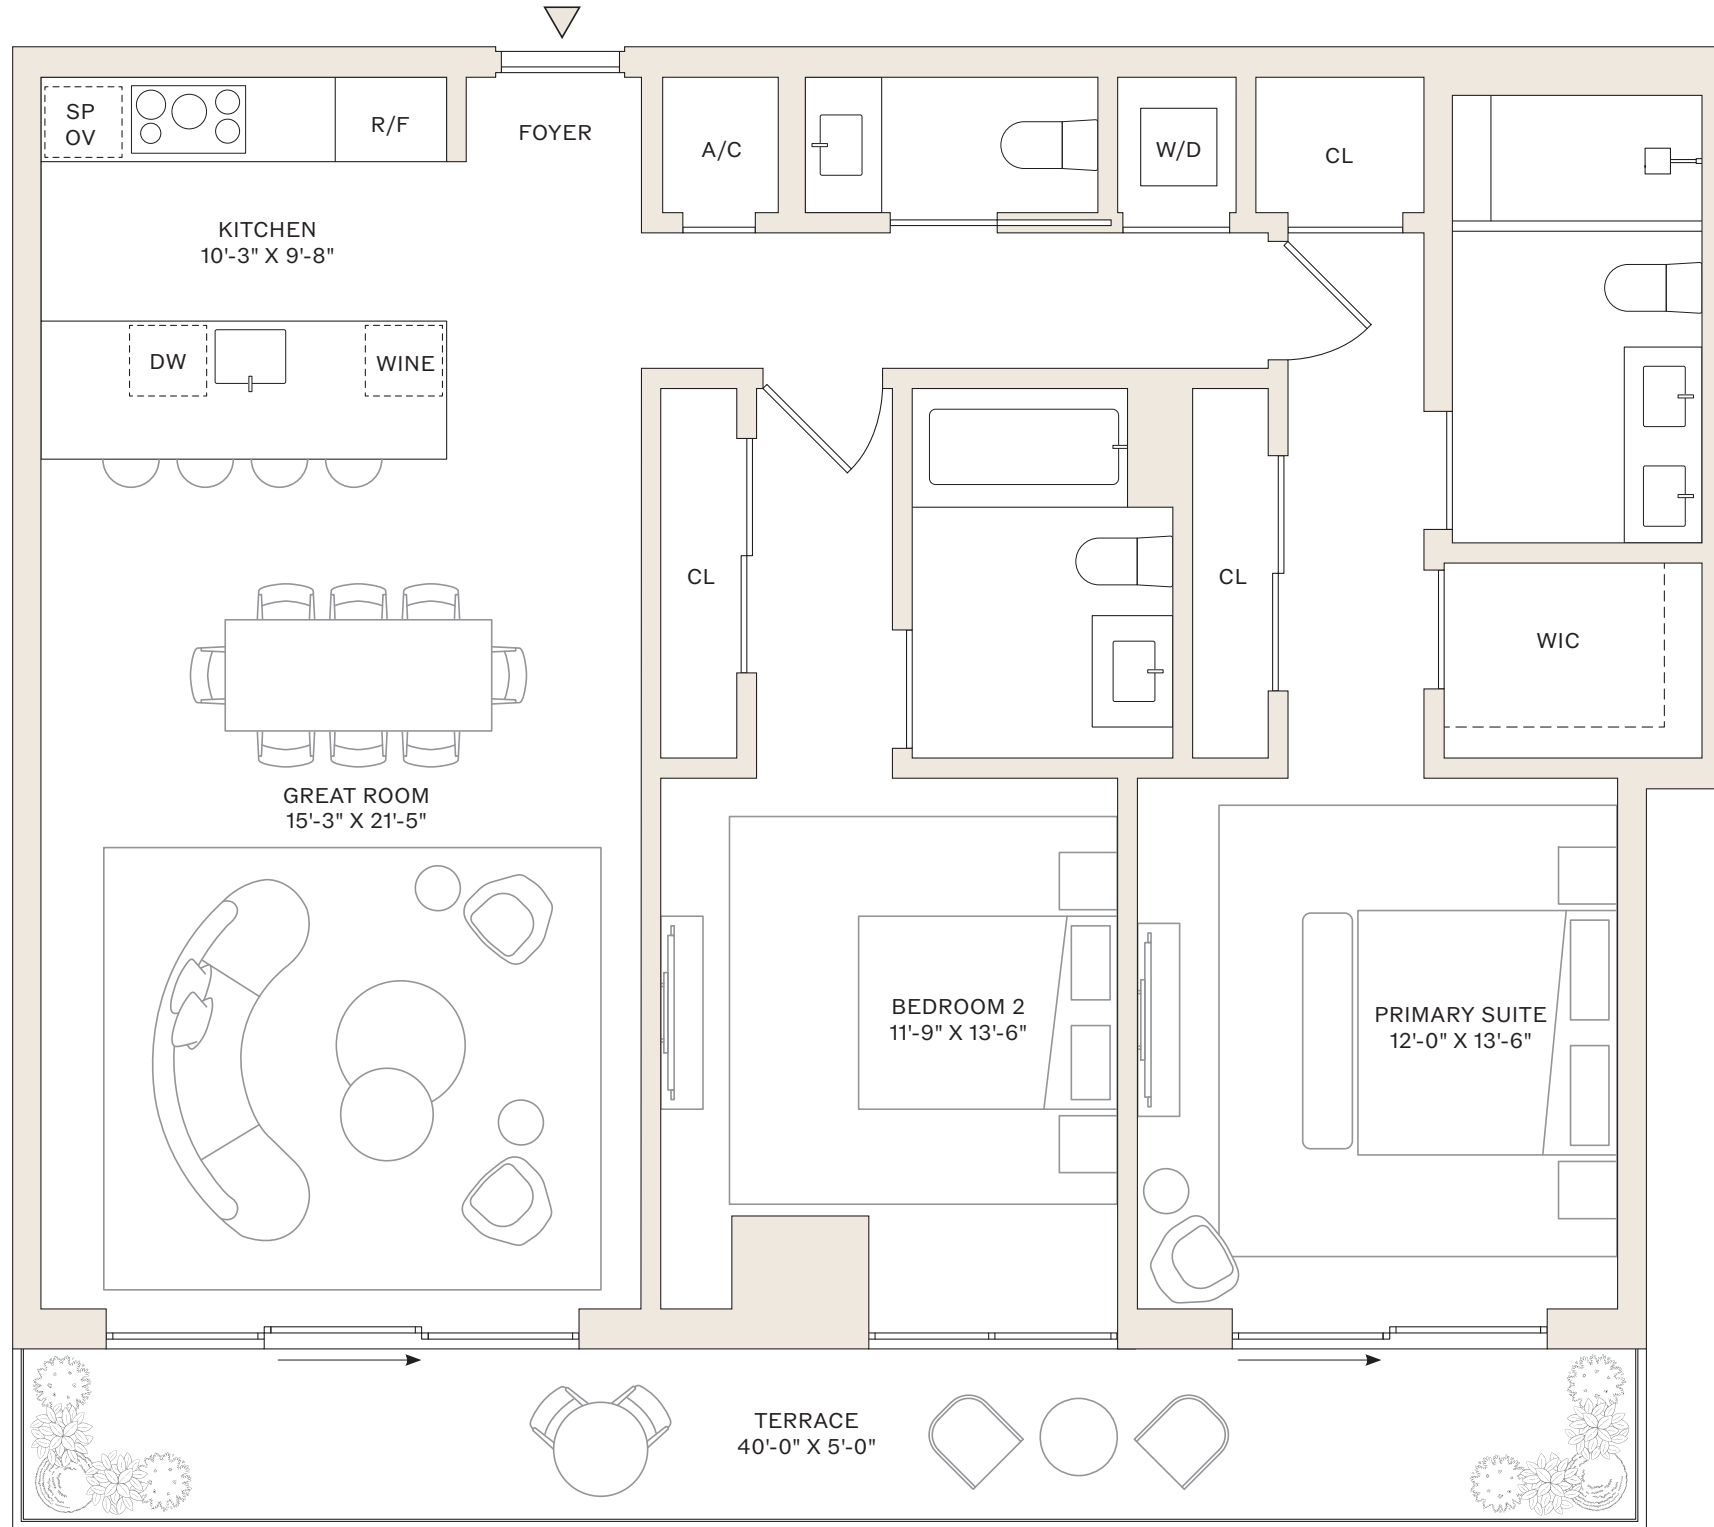 SP
OV
R/F
FOYER
A/C
W/D
CL
KITCHEN
10'-3" X 9'-8"
DW
WINE
CL
CL
WIC
GREAT ROOM
15'-3" X 21'-5"
BEDROOM 2
11'-9" X 13'-6"
PRIMARY SUITE
12'-0" X 13'-6"
TERRACE
40'-0" X 5'-0"